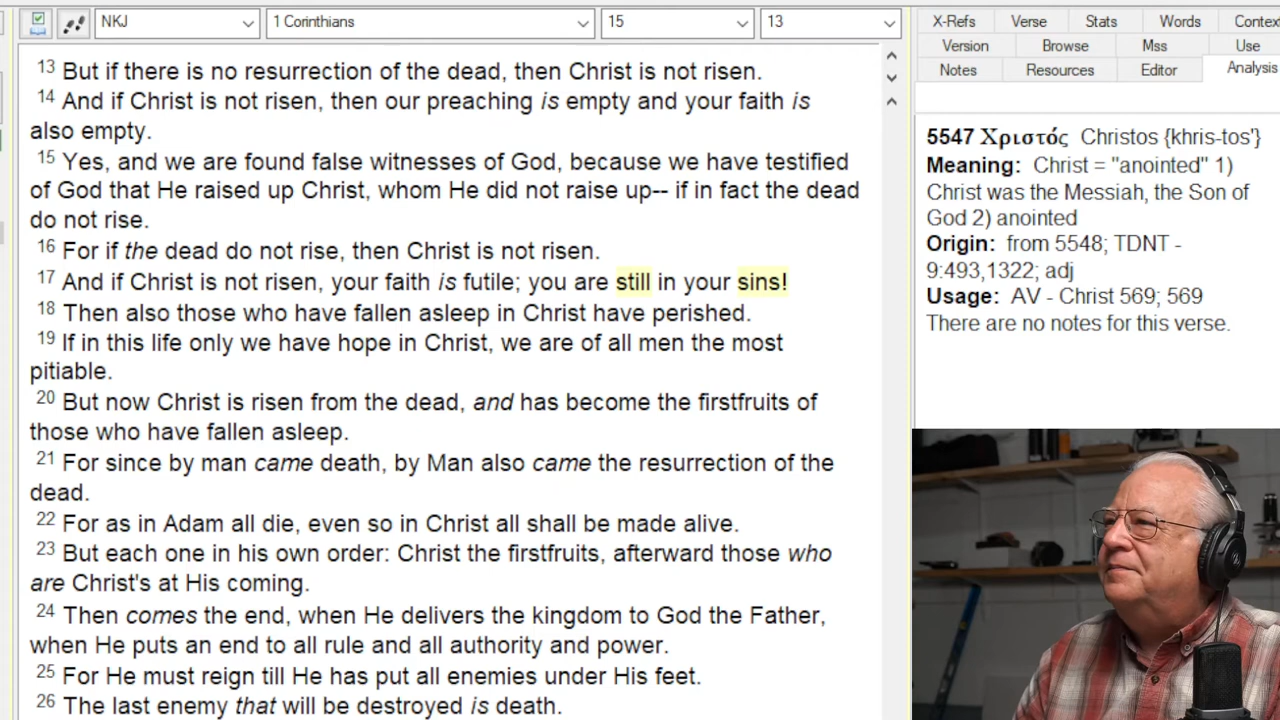 NKJ
1 Corinthians
15
13
13 But if there is no resurrection of the dead, then Christ is not risen.
14 And if Christ is not risen, then our preaching is empty and your faith is
also empty.
15 Yes, and we are found false witnesses of God, because we have testified
of God that He raised up Christ, whom He did not raise up-- if in fact the dead
do not rise.
16 For if the dead do not rise, then Christ is not risen.
17 And if Christ is not risen, your faith is futile; you are still in your sins!
18 Then also those who have fallen asleep in Christ have perished.
19 If in this life only we have hope in Christ, we are of all men the most
pitiable.
20 But now Christ is risen from the dead, and has become the firstfruits of
those who have fallen asleep.
21 For since by man came death, by Man also came the resurrection of the
dead.
22 For as in Adam all die, even so in Christ all shall be made alive.
23 But each one in his own order: Christ the firstfruits, afterward those who
are Christ's at His coming.
24 Then comes the end, when He delivers the kingdom to God the Father,
when He puts an end to all rule and all authority and power.
25 For He must reign till He has put all enemies under His feet.
26 The last enemy that will be destroyed is death.
X-Refs Verse Stats Words Contex
Version Browse Mss Use
Notes Resources Editor Analysis
5547 Χριστός Christos {khris-tos'}
Meaning: Christ = "anointed" 1)
Christ was the Messiah, the Son of
God 2) anointed
Origin: from 5548; TDNT -
9:493,1322; adj
Usage: AV - Christ 569; 569
There are no notes for this verse.